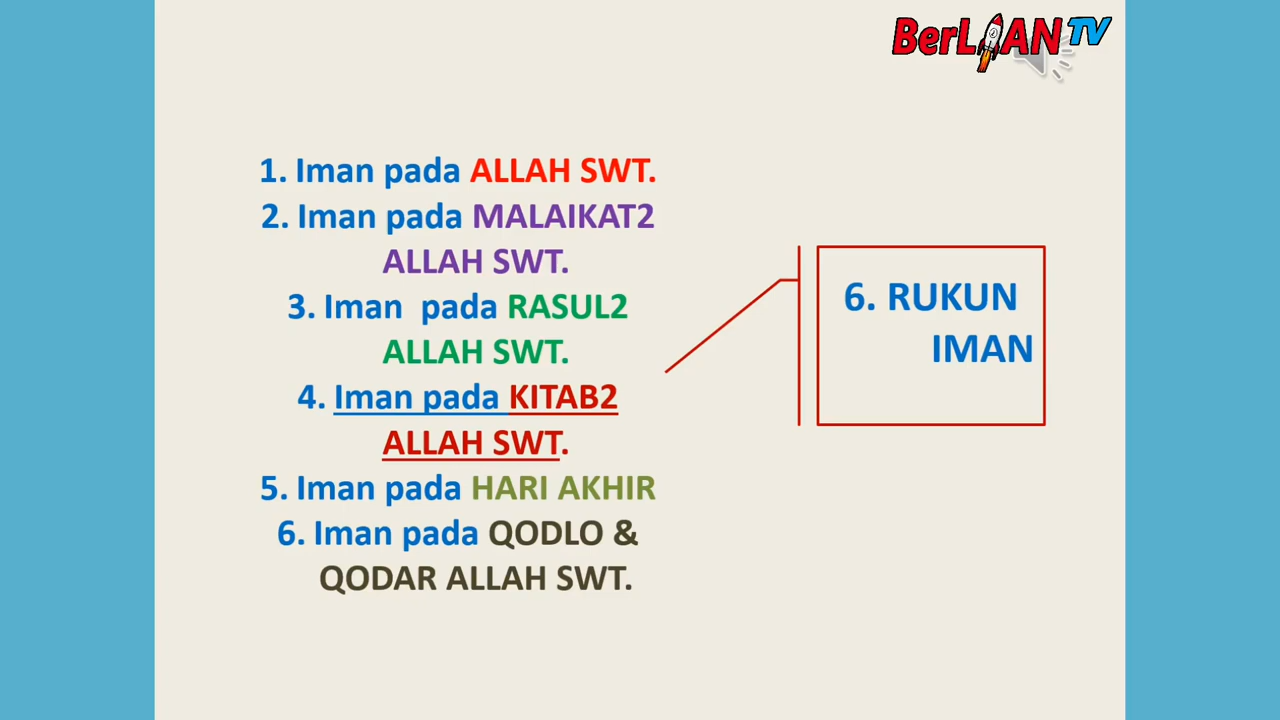 BerLIAN TV
1. Iman pada ALLAH SWT.
2. Iman pada MALAIKAT2
ALLAH SWT.
3. Iman pada RASUL2
ALLAH SWT.
4. Iman pada KITAB2
ALLAH SWT.
5. Iman pada HARI AKHIR
6. Iman pada QODLO &
QODAR ALLAH SWT.
6. RUKUN
IMAN